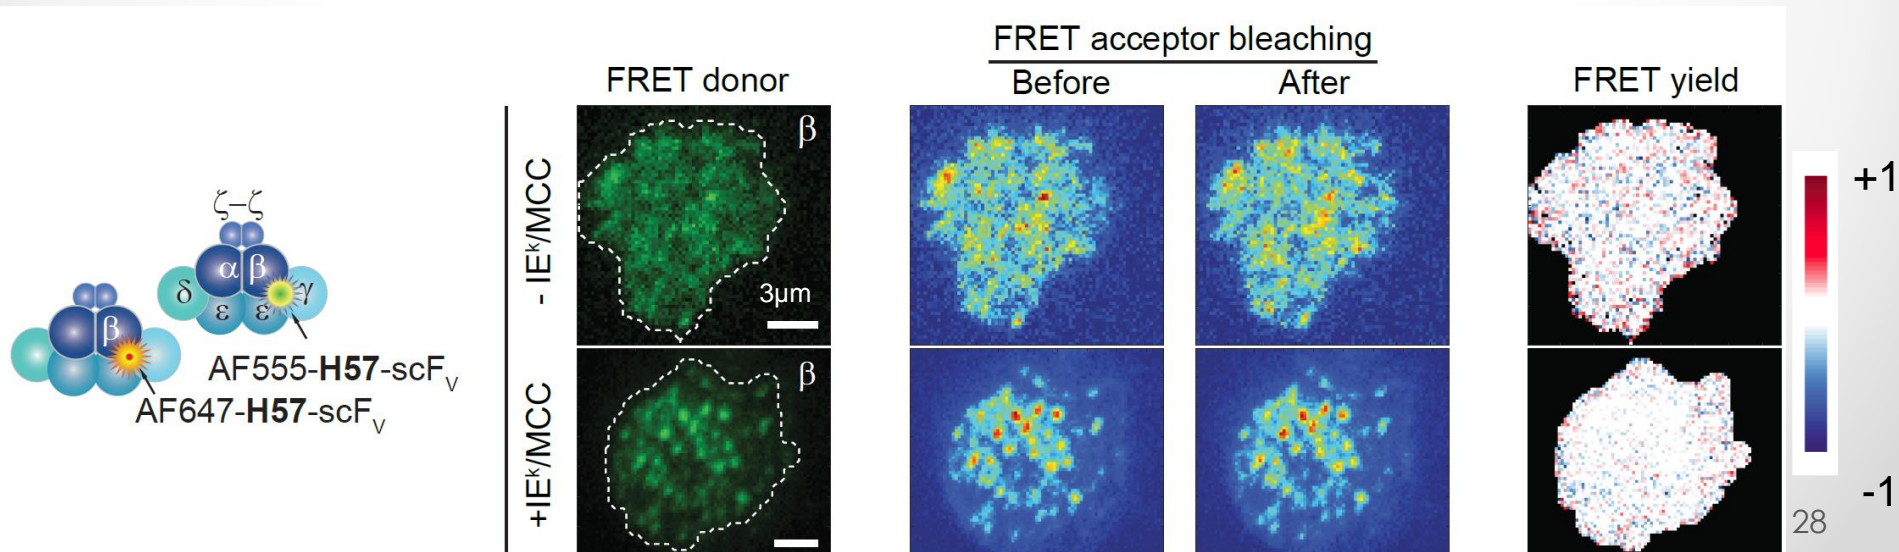 FRET acceptor bleaching
FRET donor
Before
After
FRET yield
β
- IEᵏ/MCC
3µm
+1
-1
ζ–ζ
α β
δ
γ
ε ε
β
AF555-H57-scFV
AF647-H57-scFV
+IEᵏ/MCC
β
28